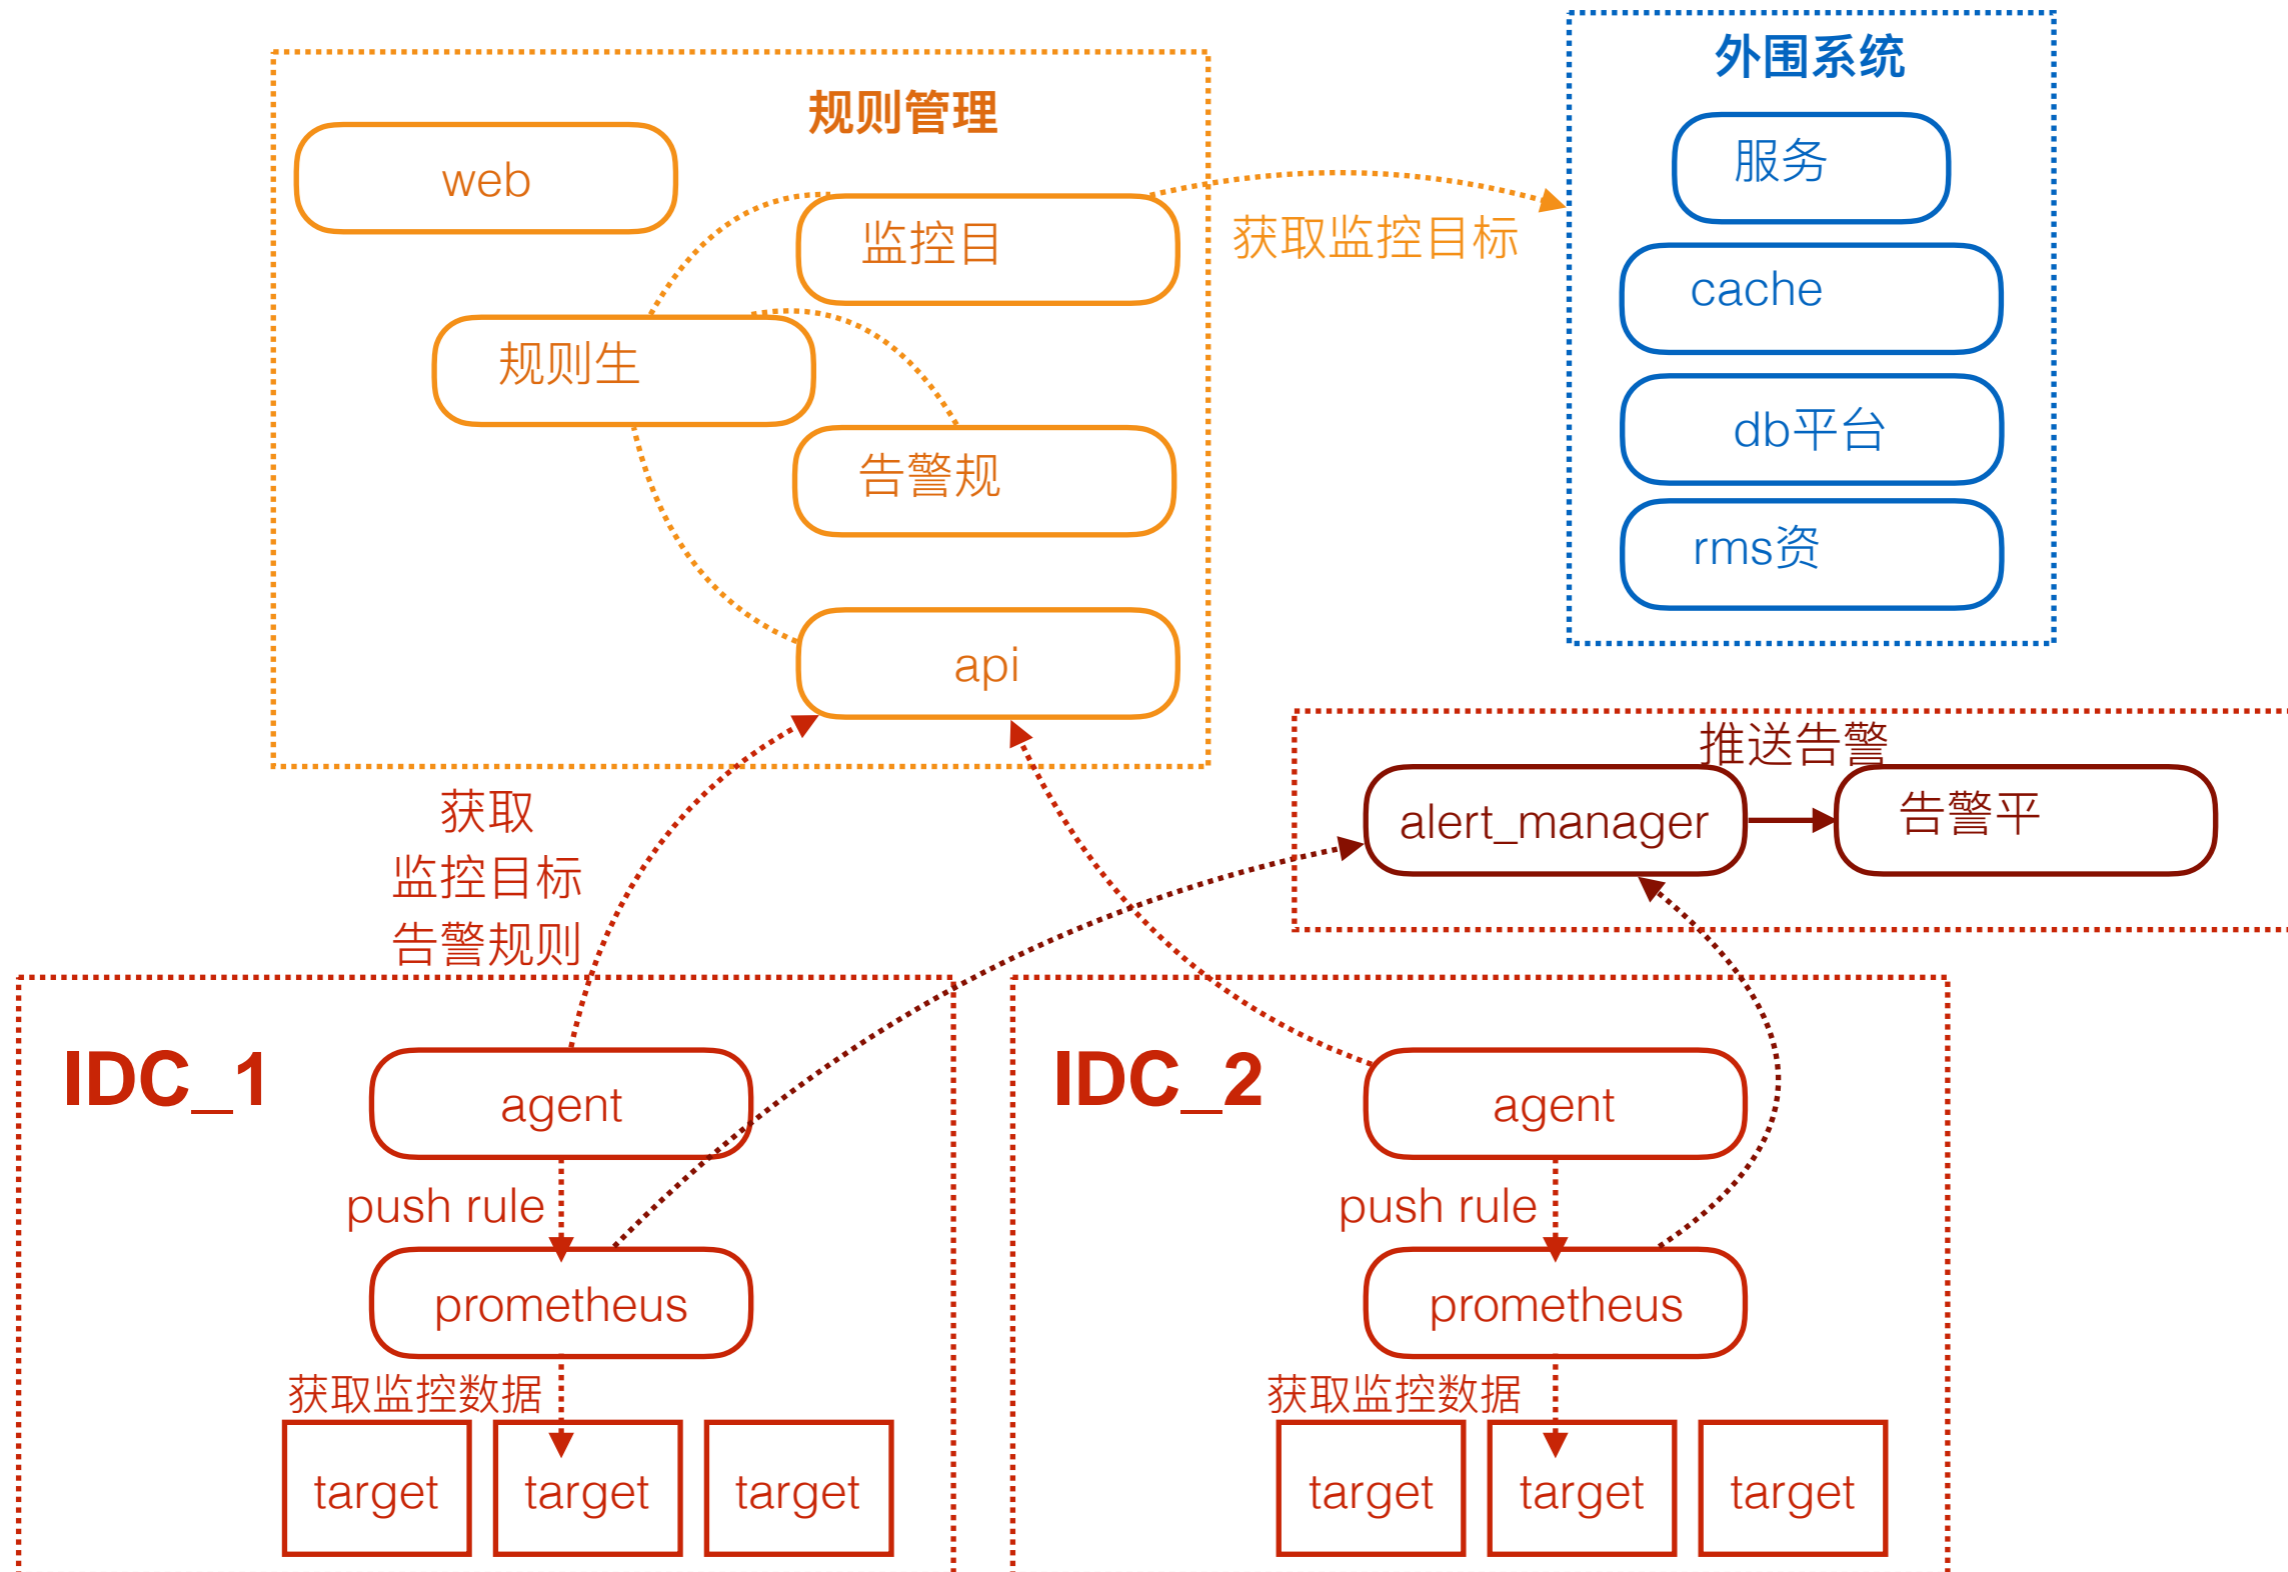 规则管理
web
监控目
规则生
告警规
api
获取监控目标
外围系统
服务
cache
db平台
rms资
推送告警
alert_manager
告警平
获取
监控目标
告警规则
IDC_1
agent
push rule
prometheus
获取监控数据
target target target
IDC_2
agent
push rule
prometheus
获取监控数据
target target target